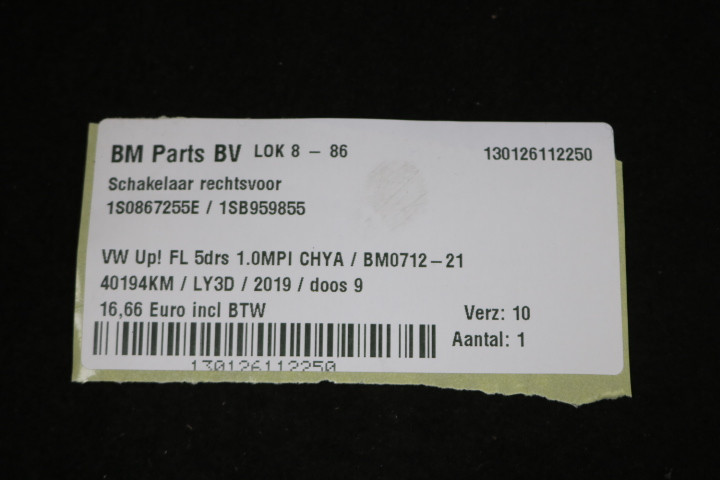 BM Parts BV LOK 8 - 86 130126112250
Schakelaar rechtsvoor
1S0867255E / 1SB959855
VW Up! FL 5drs 1.0MPI CHYA / BM0712-21
40194KM / LY3D / 2019 / doos 9
16,66 Euro incl BTW Verz: 10
Aantal: 1
130126112250